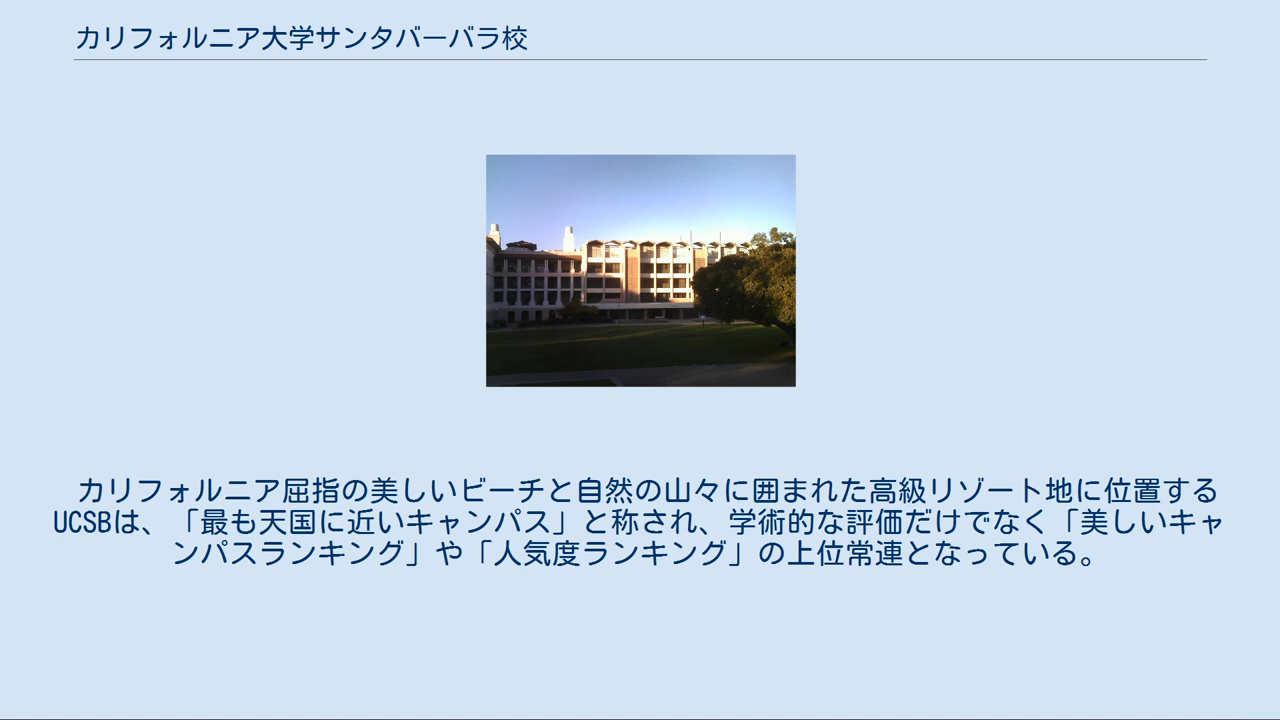 カリフォルニア大学サンタバーバラ校
カリフォルニア屈指の美しいビーチと自然の山々に囲まれた高級リゾート地に位置する
UCSBは、「最も天国に近いキャンパス」と称され、学術的な評価だけでなく「美しいキャ
ンパスランキング」や「人気度ランキング」の上位常連となっている。